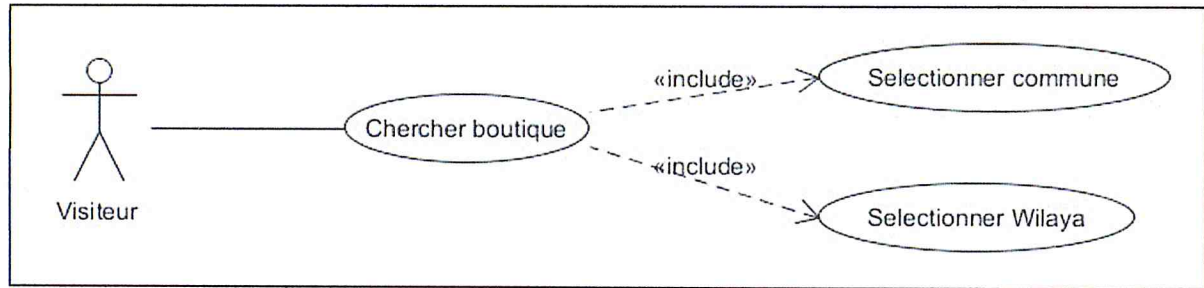 «include»
Selectionner commune
Chercher boutique
«include»
Visiteur
Selectionner Wilaya